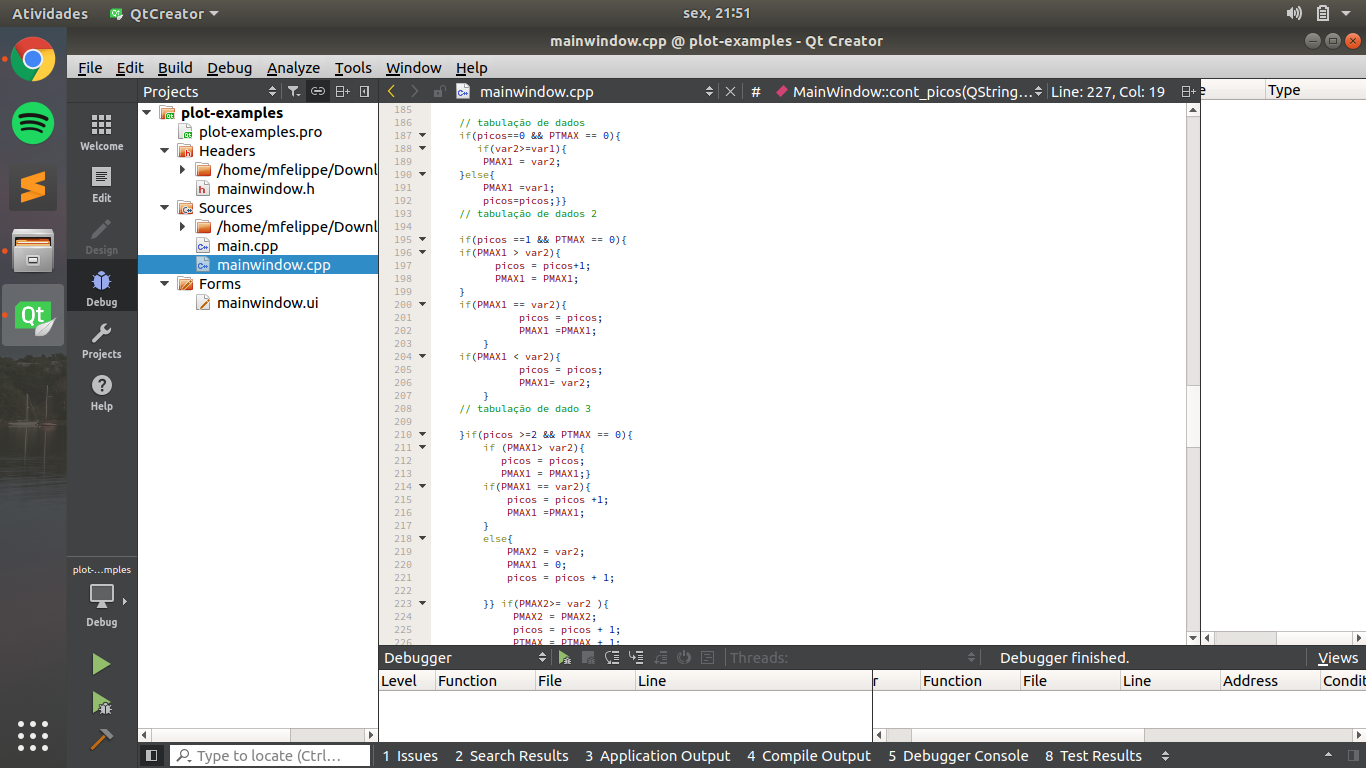 Atividades QtCreator sex, 21:51
mainwindow.cpp @ plot-examples - Qt Creator
File Edit Build Debug Analyze Tools Window Help
Projects mainwindow.cpp # MainWindow::cont_picos(QString... Line: 227, Col: 19 e Type
Welcome
Edit
Design
Debug
Projects
Help
plot-...mples
Debug
plot-examples
plot-examples.pro
Headers
/home/mfelippe/Downl
mainwindow.h
Sources
/home/mfelippe/Downl
main.cpp
mainwindow.cpp
Forms
mainwindow.ui
185
186 // tabulação de dados
187 if(picos==0 && PTMAX == 0){
188 if(var2>=var1){
189 PMAX1 = var2;
190 }else{
191 PMAX1 =var1;
192 picos=picos;}}
193 // tabulação de dados 2
194
195 if(picos ==1 && PTMAX == 0){
196 if(PMAX1 > var2){
197 picos = picos+1;
198 PMAX1 = PMAX1;
199 }
200 if(PMAX1 == var2){
201 picos = picos;
202 PMAX1 =PMAX1;
203 }
204 if(PMAX1 < var2){
205 picos = picos;
206 PMAX1= var2;
207 }
208 // tabulação de dado 3
209
210 }if(picos >=2 && PTMAX == 0){
211 if (PMAX1> var2){
212 picos = picos;
213 PMAX1 = PMAX1;}
214 if(PMAX1 == var2){
215 picos = picos +1;
216 PMAX1 =PMAX1;
217 }
218 else{
219 PMAX2 = var2;
220 PMAX1 = 0;
221 picos = picos + 1;
222
223 }} if(PMAX2>= var2 ){
224 PMAX2 = PMAX2;
225 picos = picos + 1;
226 PTMAX = PTMAX + 1;
Debugger Threads: Debugger finished. Views
Level Function File Line r Function File Line Address Condit
Type to locate (Ctrl... 1 Issues 2 Search Results 3 Application Output 4 Compile Output 5 Debugger Console 8 Test Results